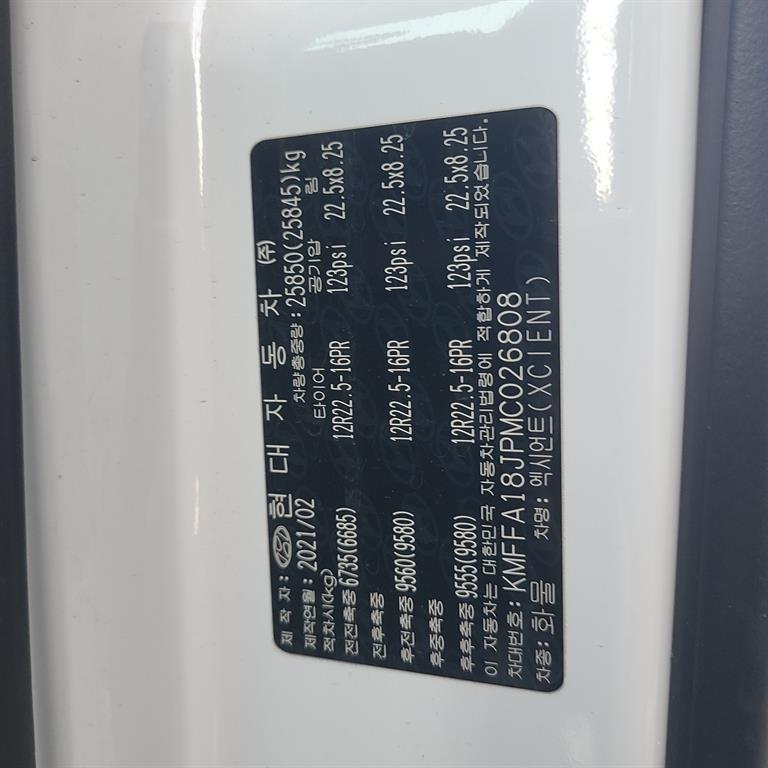 제 작 자 : 현 대 자 동 차 (주)
제작연월 : 2021/02 차량총중량 : 25850(25845)kg
적차시(kg) 타이어 공기압 림
전전축중 6735(6685) 12R22.5-16PR 123psi 22.5x8.25
전후축중
후전축중 9560(9580) 12R22.5-16PR 123psi 22.5x8.25
후중축중
후후축중 9555(9580) 12R22.5-16PR 123psi 22.5x8.25
이 자동차는 대한민국 자동차관리법령에 적합하게 제작되었습니다.
차대번호 : KMFFA18JPMC026808
차종 : 화물 차명 : 엑시언트(XCIENT)